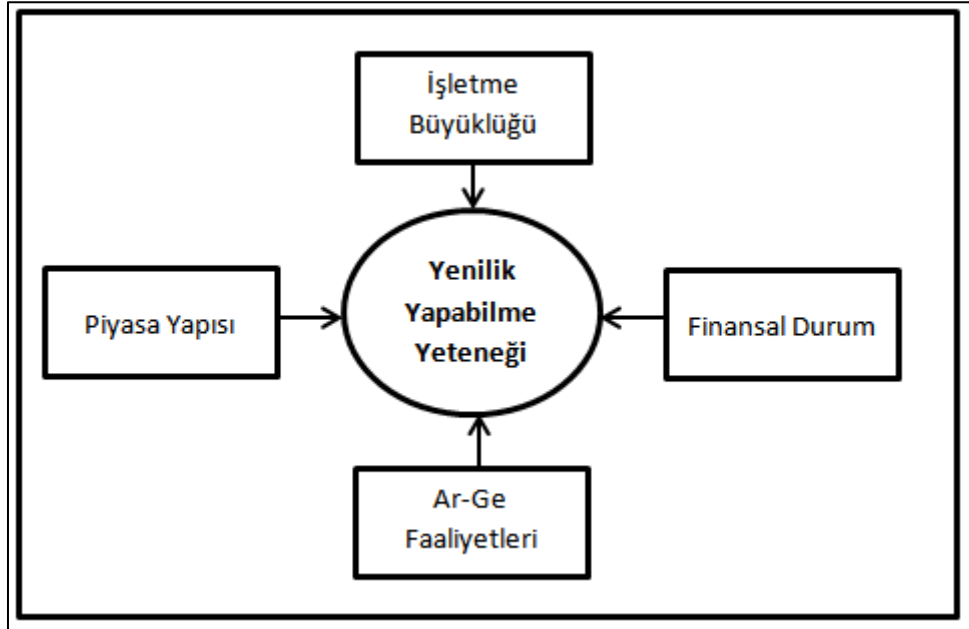 İşletme
Büyüklüğü
Yenilik
Yapabilme
Yeteneği
Piyasa Yapısı
Finansal Durum
Ar-Ge
Faaliyetleri